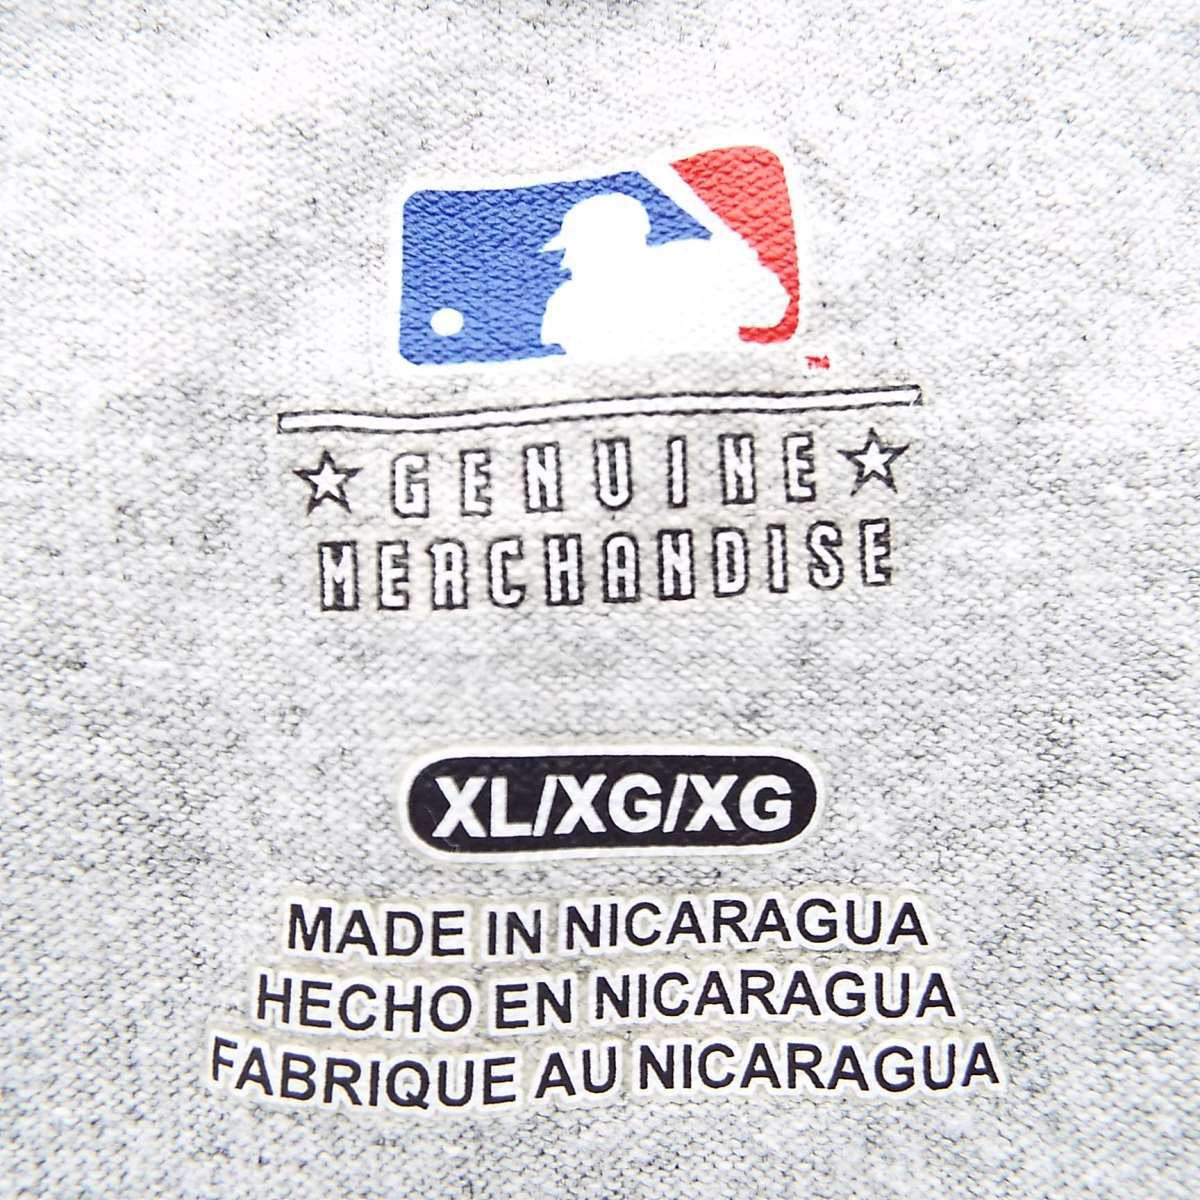 TM
GENUINE
MERCHANDISE
XL/XG/XG
MADE IN NICARAGUA
HECHO EN NICARAGUA
FABRIQUE AU NICARAGUA